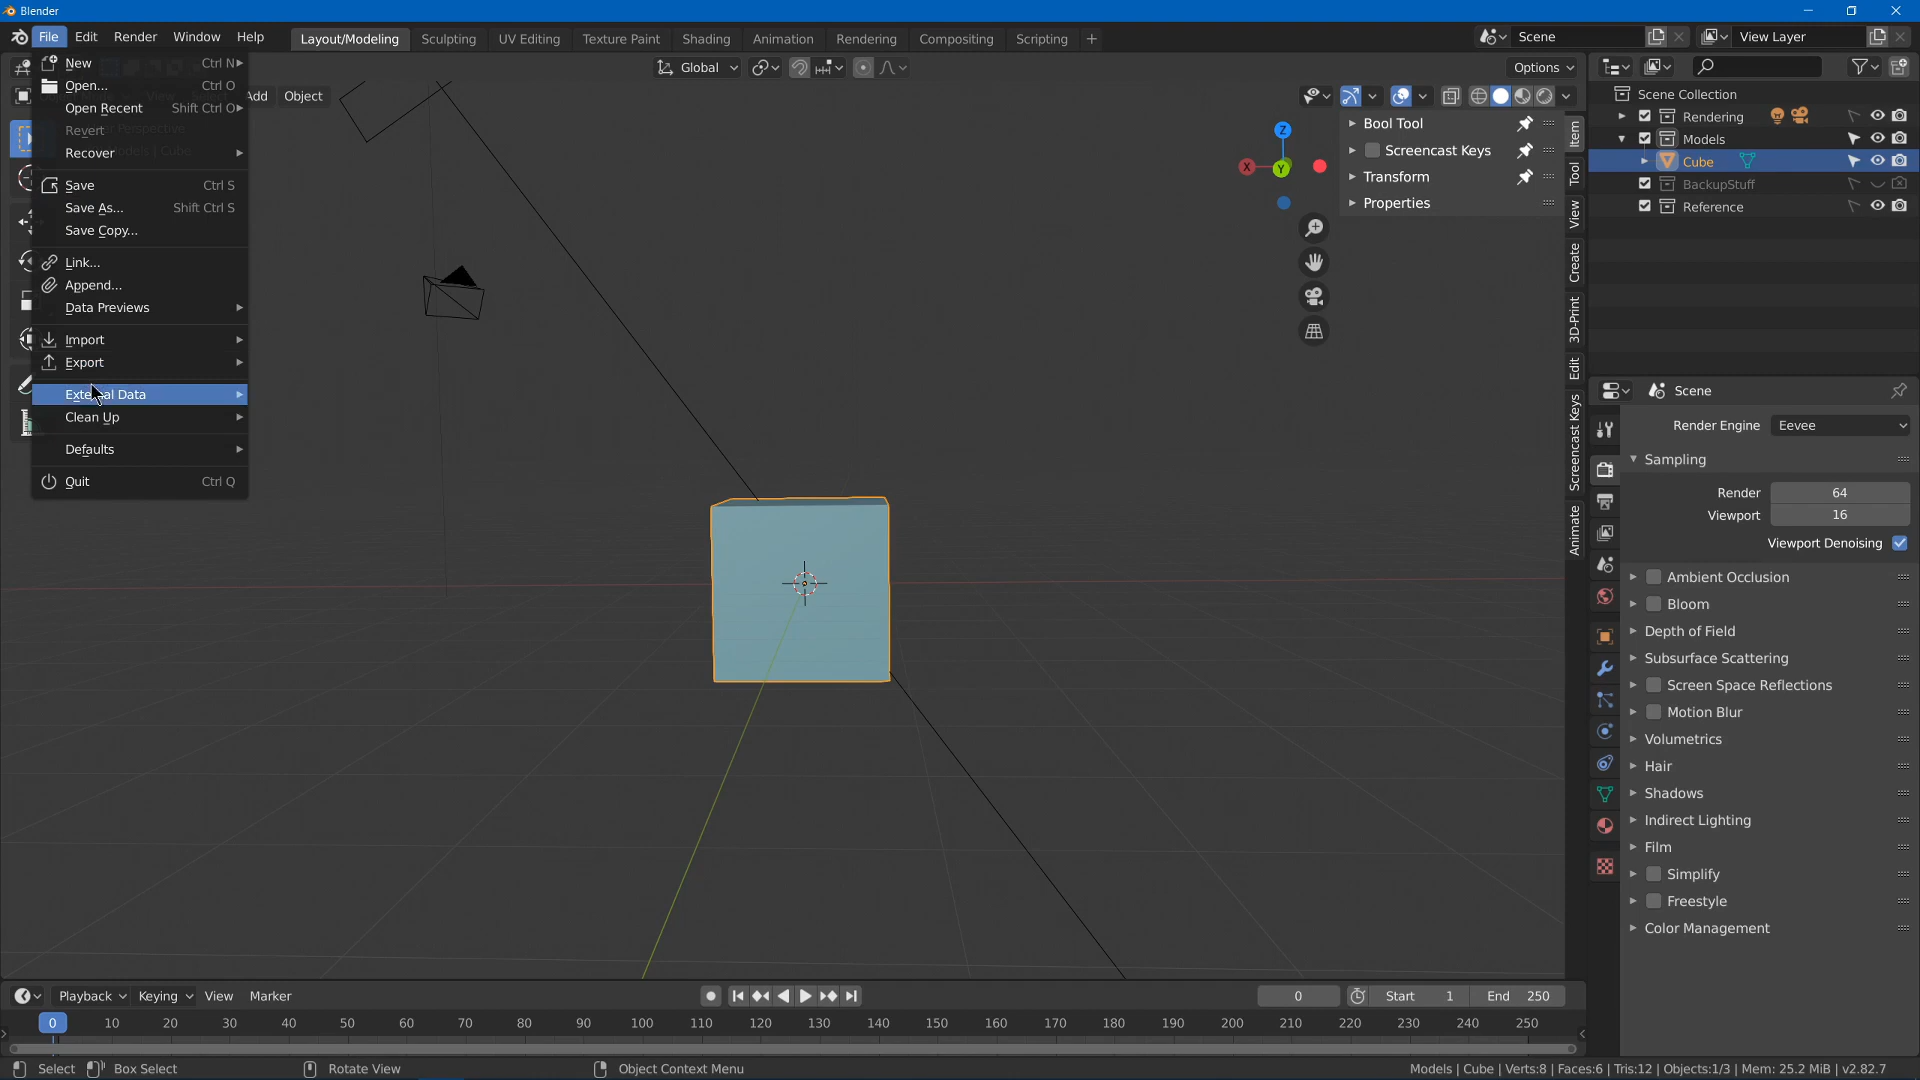 Blender
File Edit Render Window Help Layout/Modeling Sculpting UV Editing Texture Paint Shading Animation Rendering Compositing Scripting + Scene View Layer
New Ctrl N
Open... Ctrl O
Open Recent Shift Ctrl O
Revert
Recover
Save Ctrl S
Save As... Shift Ctrl S
Save Copy...
Link...
Append...
Data Previews
Import
Export
External Data
Clean Up
Defaults
Quit Ctrl Q
Global Options
Add Object
Z
X
Y
Bool Tool
Screencast Keys
Transform
Properties
Item
Tool
View
Create
3D-Print
Edit
Screencast Keys
Animate
Scene Collection
Rendering
Models
Cube
BackupStuff
Reference
Scene
Render Engine Eevee
Sampling
Render 64
Viewport 16
Viewport Denoising
Ambient Occlusion
Bloom
Depth of Field
Subsurface Scattering
Screen Space Reflections
Motion Blur
Volumetrics
Hair
Shadows
Indirect Lighting
Film
Simplify
Freestyle
Color Management
Playback Keying View Marker 0 Start 1 End 250
0 10 20 30 40 50 60 70 80 90 100 110 120 130 140 150 160 170 180 190 200 210 220 230 240 250
Select Box Select Rotate View Object Context Menu Models | Cube | Verts:8 | Faces:6 | Tris:12 | Objects:1/3 | Mem: 25.2 MiB | v2.82.7